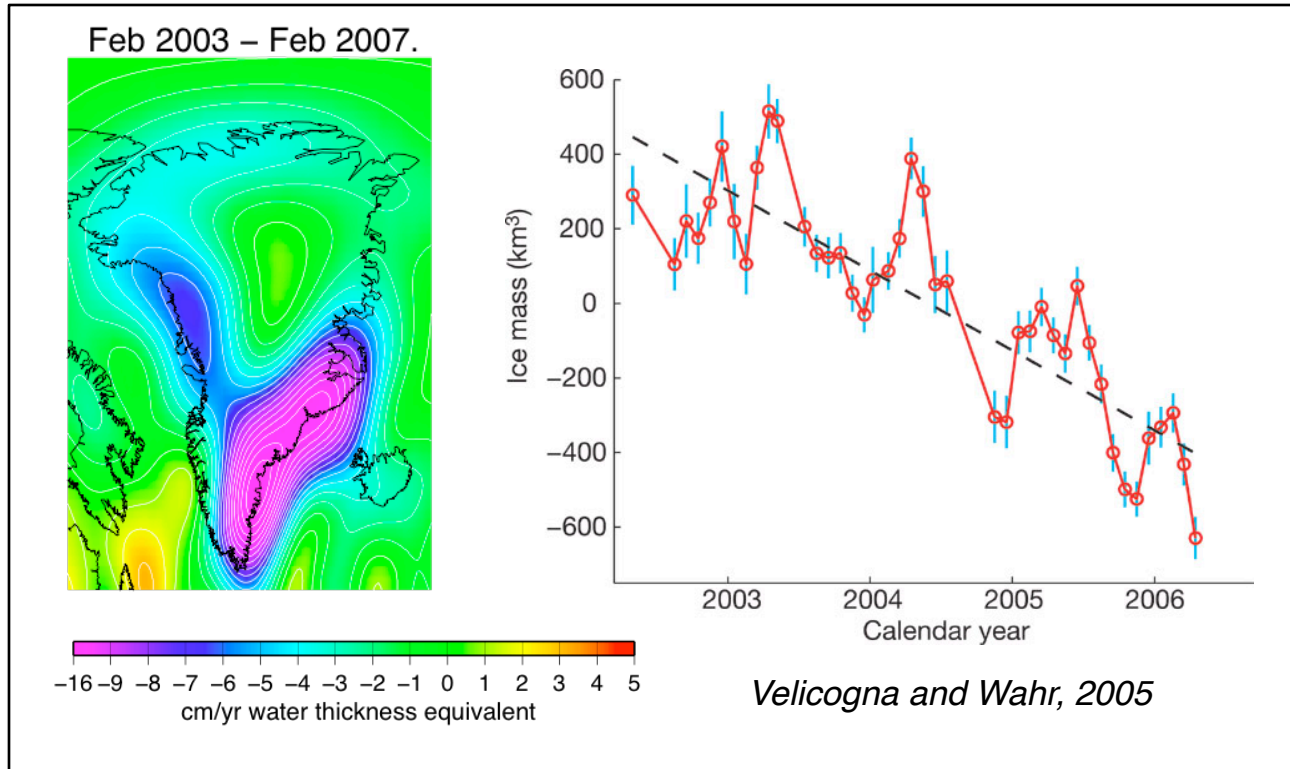 Feb 2003 – Feb 2007.
−16 −9 −8 −7 −6 −5 −4 −3 −2 −1 0 1 2 3 4 5
cm/yr water thickness equivalent
600
400
200
0
−200
−400
−600
Ice mass (km³)
2003 2004 2005 2006
Calendar year
Velicogna and Wahr, 2005